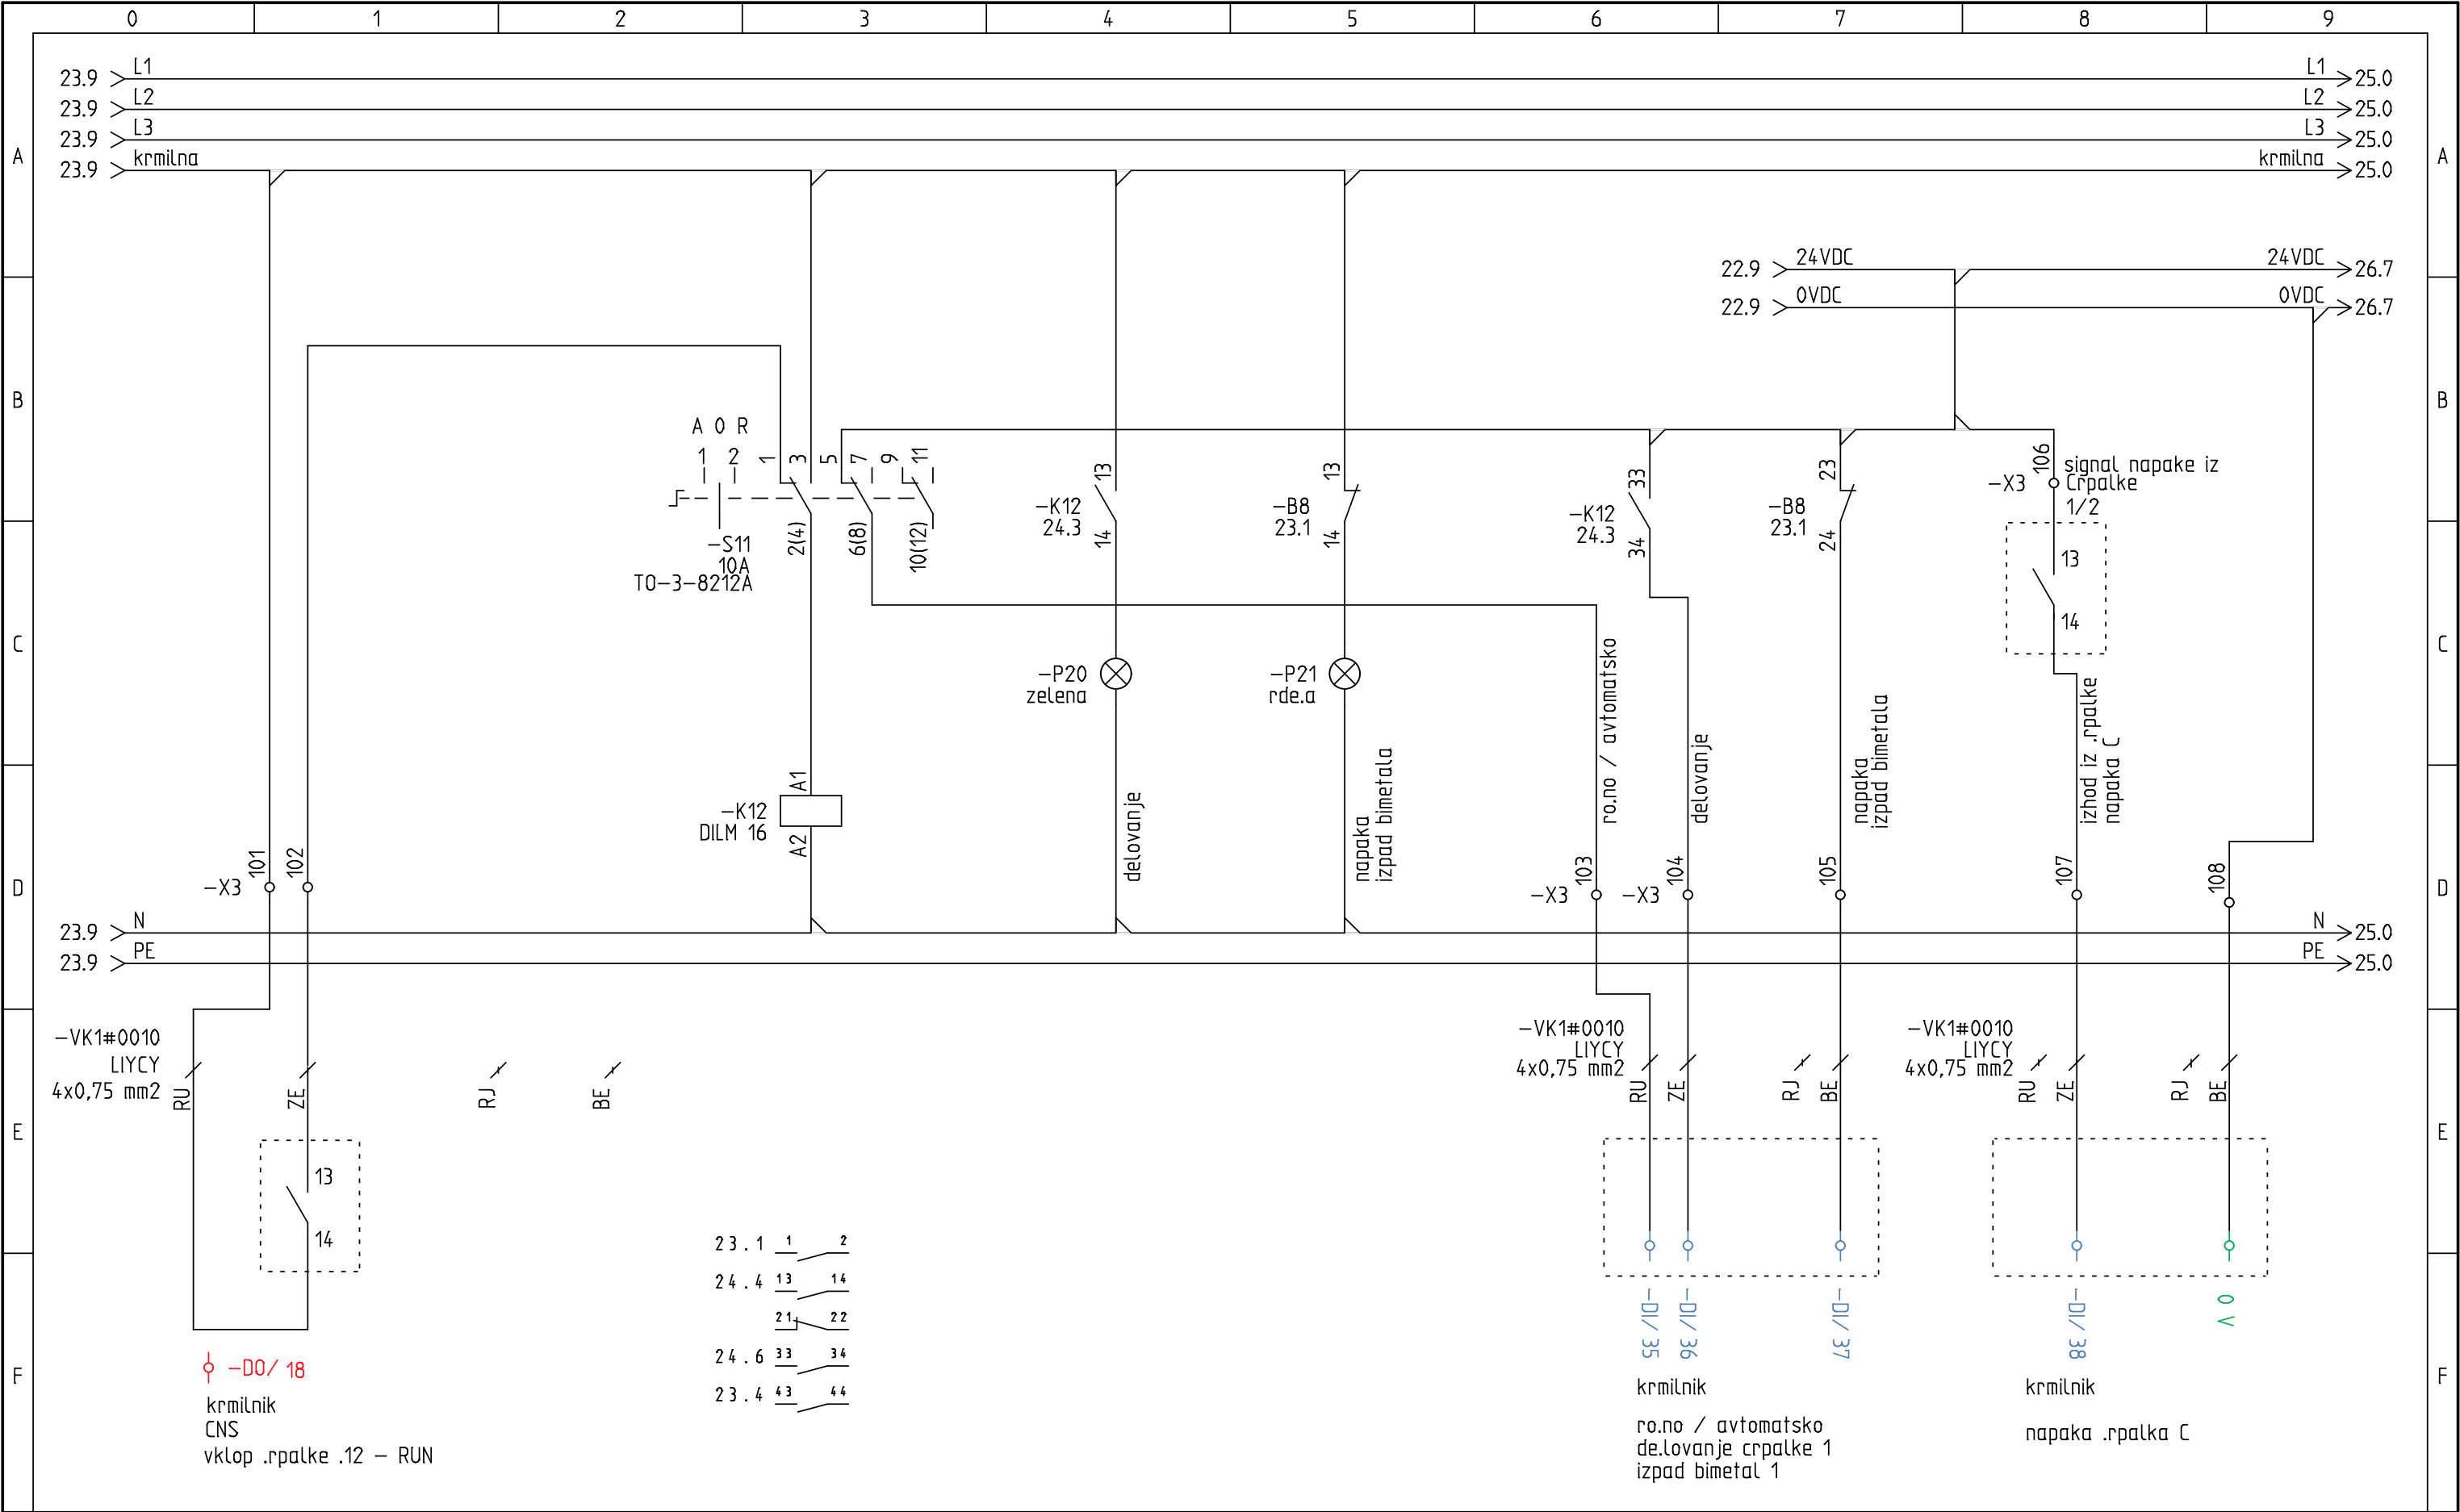 0 1 2 3 4 5 6 7 8 9
23.9 L1 L1 25.0
23.9 L2 L2 25.0
23.9 L3 L3 25.0
A A
23.9 krmilna krmilna 25.0
22.9 24VDC 24VDC 26.7
22.9 0VDC 0VDC 26.7
B B
A 0 R
1 2 1 3 5 7 9 11
13 13 33 23 106
signal napake iz
-X3 Crpalke
1/2
-K12 -B8 -K12 -B8
24.3 23.1 24.3 23.1
2(4) 6(8) 10(12) 14 14 34 24
-S11
10A
T0-3-8212A
13
14
C C
-P20
zelena
-P21
rde.a
ro.no / avtomatsko
delovanje
napaka
izpad bimetala
izhod iz .rpalke
napaka C
A1
-K12
DILM 16
A2
delovanje
napaka
izpad bimetala
D D
-X3 101 102
-X3 103 -X3 104 105 107 108
23.9 N N 25.0
23.9 PE PE 25.0
-VK1#0010
LIYCY
4x0,75 mm2
RU ZE RJ BE
-VK1#0010
LIYCY
4x0,75 mm2
RU ZE RJ BE
-VK1#0010
LIYCY
4x0,75 mm2
RU ZE RJ BE
E E
13
14
23.1 1 2
24.4 13 14
21 22
24.6 33 34
23.4 43 44
F F
-DO/ 18
krmilnik
CNS
vklop .rpalke .12 - RUN
-DI/ 35
-DI/ 36
-DI/ 37
-DI/ 38
0 V
krmilnik
ro.no / avtomatsko
de.lovanje crpalke 1
izpad bimetal 1
krmilnik
napaka .rpalka C